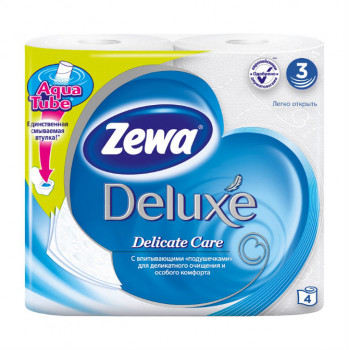 Aqua
Tube
Единственная
смываемая
втулка!*
Одобрено
3
Легко открыть
Zewa
Deluxe
Delicate Care
С впитывающими «подушечками»
для деликатного очищения и
особого комфорта
4